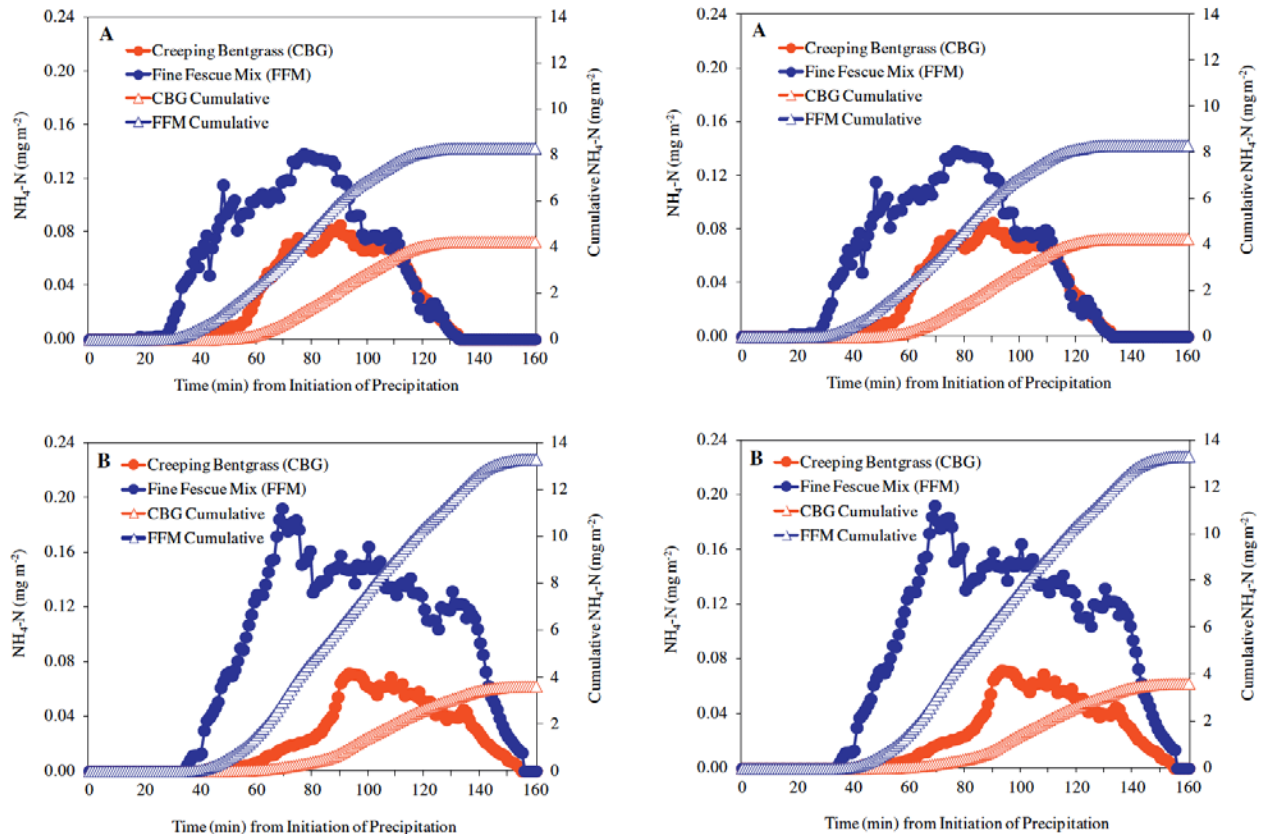 0.24
0.20
0.16
0.12
0.08
0.04
0.00
NH4-N (mg m-2)
A
Creeping Bentgrass (CBG)
Fine Fescue Mix (FFM)
CBG Cumulative
FFM Cumulative
14
12
10
8
6
4
2
0
Cumulative NH4-N (mg m-2)
0 20 40 60 80 100 120 140 160
Time (min) from Initiation of Precipitation
0.24
0.20
0.16
0.12
0.08
0.04
0.00
NH4-N (mg m-2)
A
Creeping Bentgrass (CBG)
Fine Fescue Mix (FFM)
CBG Cumulative
FFM Cumulative
14
12
10
8
6
4
2
0
Cumulative NH4-N (mg m-2)
0 20 40 60 80 100 120 140 160
Time (min) from Initiation of Precipitation
0.24
0.20
0.16
0.12
0.08
0.04
0.00
NH4-N (mg m-2)
B
Creeping Bentgrass (CBG)
Fine Fescue Mix (FFM)
CBG Cumulative
FFM Cumulative
14
12
10
8
6
4
2
0
Cumulative NH4-N (mg m-2)
0 20 40 60 80 100 120 140 160
Time (min) from Initiation of Precipitation
0.24
0.20
0.16
0.12
0.08
0.04
0.00
NH4-N (mg m-2)
B
Creeping Bentgrass (CBG)
Fine Fescue Mix (FFM)
CBG Cumulative
FFM Cumulative
14
12
10
8
6
4
2
0
Cumulative NH4-N (mg m-2)
0 20 40 60 80 100 120 140 160
Time (min) from Initiation of Precipitation